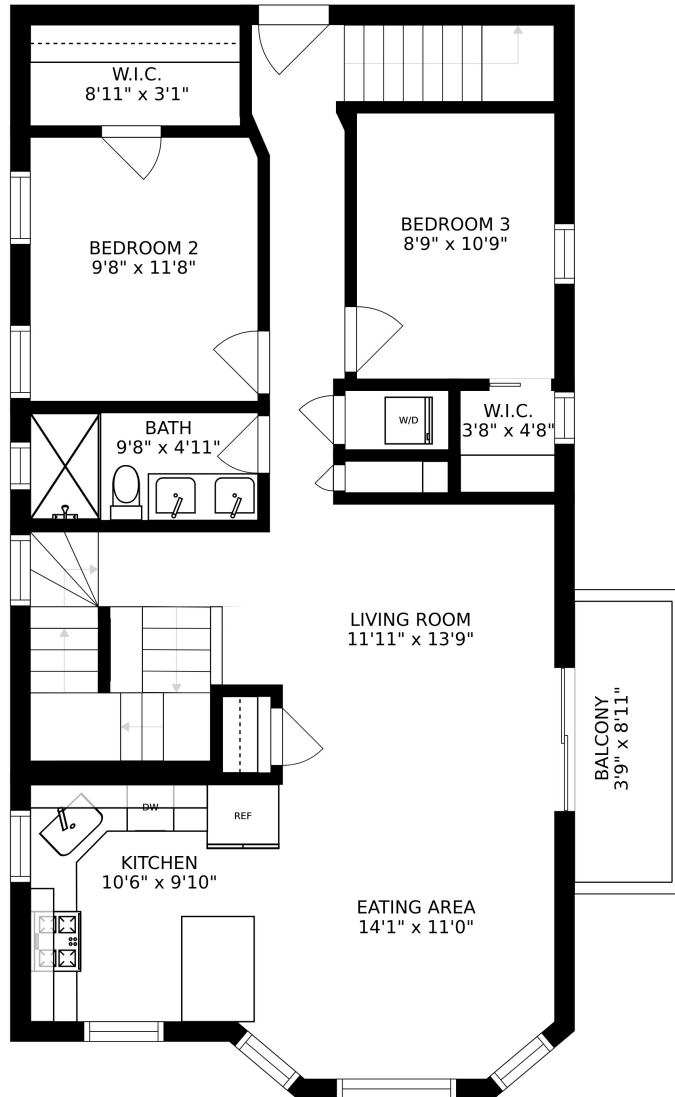 W.I.C.
8'11" x 3'1"
BEDROOM 2
9'8" x 11'8"
BEDROOM 3
8'9" x 10'9"
BATH
9'8" x 4'11"
W/D
W.I.C.
3'8" x 4'8"
LIVING ROOM
11'11" x 13'9"
BALCONY
3'9" x 8'11"
DW
REF
KITCHEN
10'6" x 9'10"
EATING AREA
14'1" x 11'0"